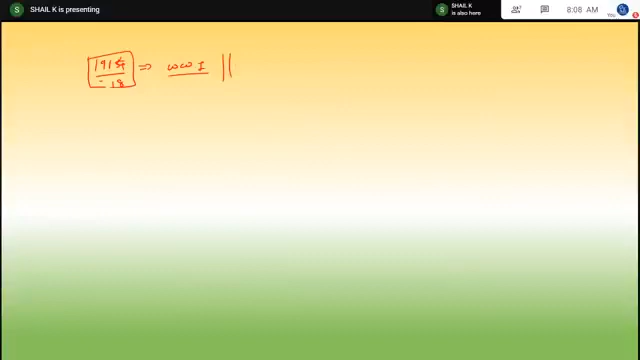 SHAIL K is presenting
SHAIL K
is also here
8:08 AM
You
1914 ⇒ WW I ||
- 18